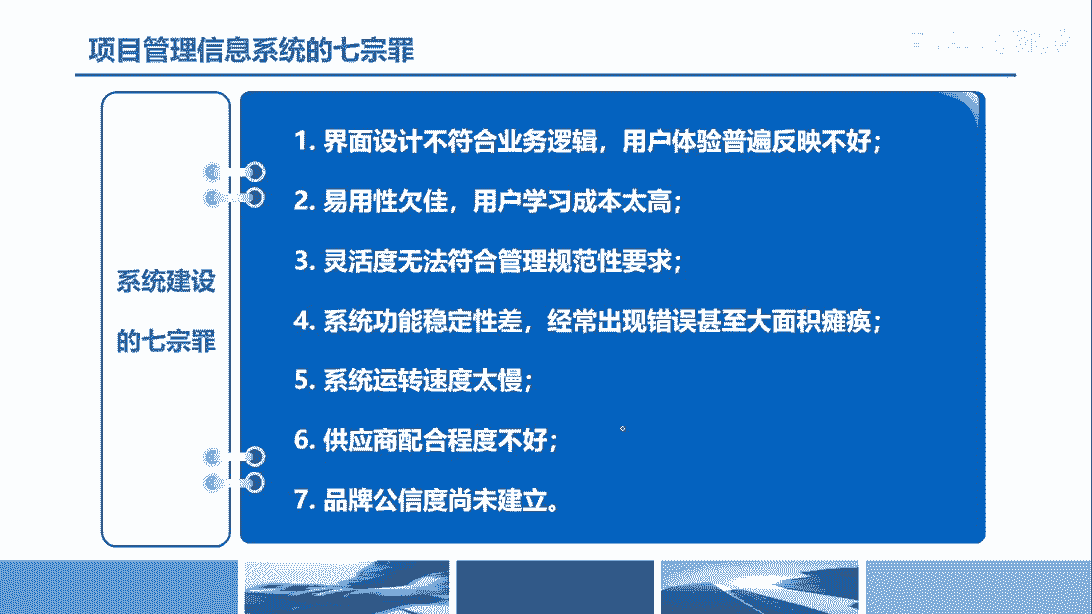 项目管理信息系统的七宗罪
系统建设
的七宗罪
1. 界面设计不符合业务逻辑，用户体验普遍反映不好；
2. 易用性欠佳，用户学习成本太高；
3. 灵活度无法符合管理规范性要求；
4. 系统功能稳定性差，经常出现错误甚至大面积瘫痪；
5. 系统运转速度太慢；
6. 供应商配合程度不好；
7. 品牌公信度尚未建立。